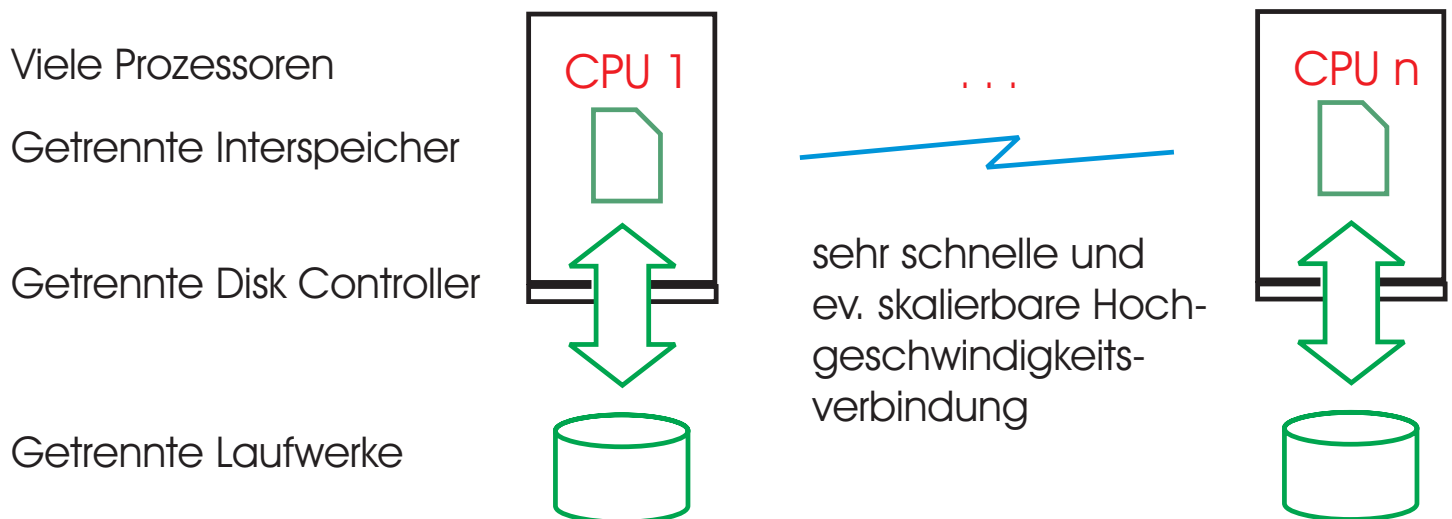 Viele Prozessoren
CPU 1
. . .
CPU n
Getrennte Interspeicher
Getrennte Disk Controller
sehr schnelle und
ev. skalierbare Hoch-
geschwindigkeits-
verbindung
Getrennte Laufwerke